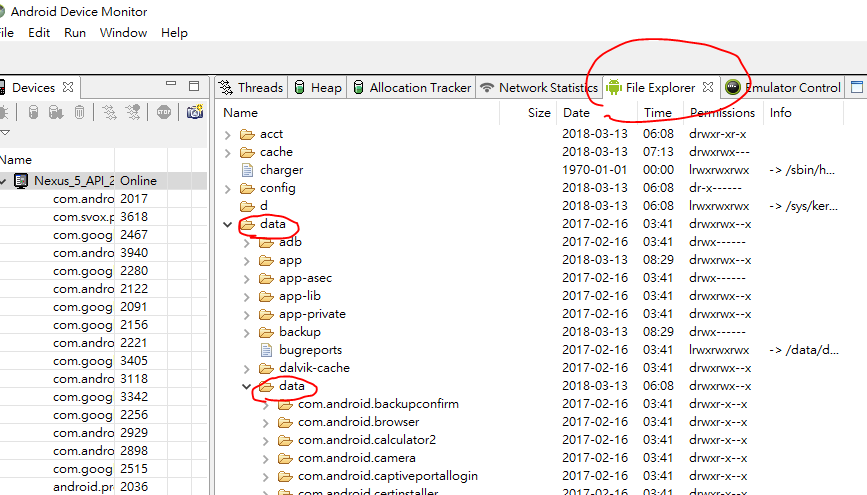 Android Device Monitor
File Edit Run Window Help
Devices
Threads Heap Allocation Tracker Network Statistics File Explorer Emulator Control
Name
Nexus_5_API_2 Online
com.andro 2017
com.svox.p 3618
com.goog 2467
com.andro 3940
com.goog 2280
com.andro 2122
com.goog 2091
com.goog 2156
com.andro 2221
com.goog 3405
com.andro 3118
com.goog 3342
com.goog 2256
com.andro 2929
com.andro 2898
com.goog 2515
android.pr 2036
Name Size Date Time Permissions Info
acct 2018-03-13 06:08 drwxr-xr-x
cache 2018-03-13 07:13 drwxrwx---
charger 1970-01-01 00:00 lrwxrwxrwx -> /sbin/h...
config 2018-03-13 06:08 dr-x------
d 2018-03-13 06:08 lrwxrwxrwx -> /sys/ker...
data 2017-02-16 03:41 drwxrwx--x
adb 2017-02-16 03:41 drwx------
app 2018-03-13 08:29 drwxrwx--x
app-asec 2017-02-16 03:41 drwx------
app-lib 2017-02-16 03:41 drwxrwx--x
app-private 2017-02-16 03:41 drwxrwx--x
backup 2018-03-13 08:29 drwx------
bugreports 2017-02-16 03:41 lrwxrwxrwx -> /data/d...
dalvik-cache 2017-02-16 03:41 drwxrwx--x
data 2018-03-13 06:08 drwxrwx--x
com.android.backupconfirm 2017-02-16 03:41 drwxr-x--x
com.android.browser 2017-02-16 03:41 drwxr-x--x
com.android.calculator2 2017-02-16 03:41 drwxr-x--x
com.android.camera 2017-02-16 03:41 drwxr-x--x
com.android.captiveportallogin 2017-02-16 03:41 drwxr-x--x
com.android.certinstaller 2017-02-16 03:41 drwxr-x--x